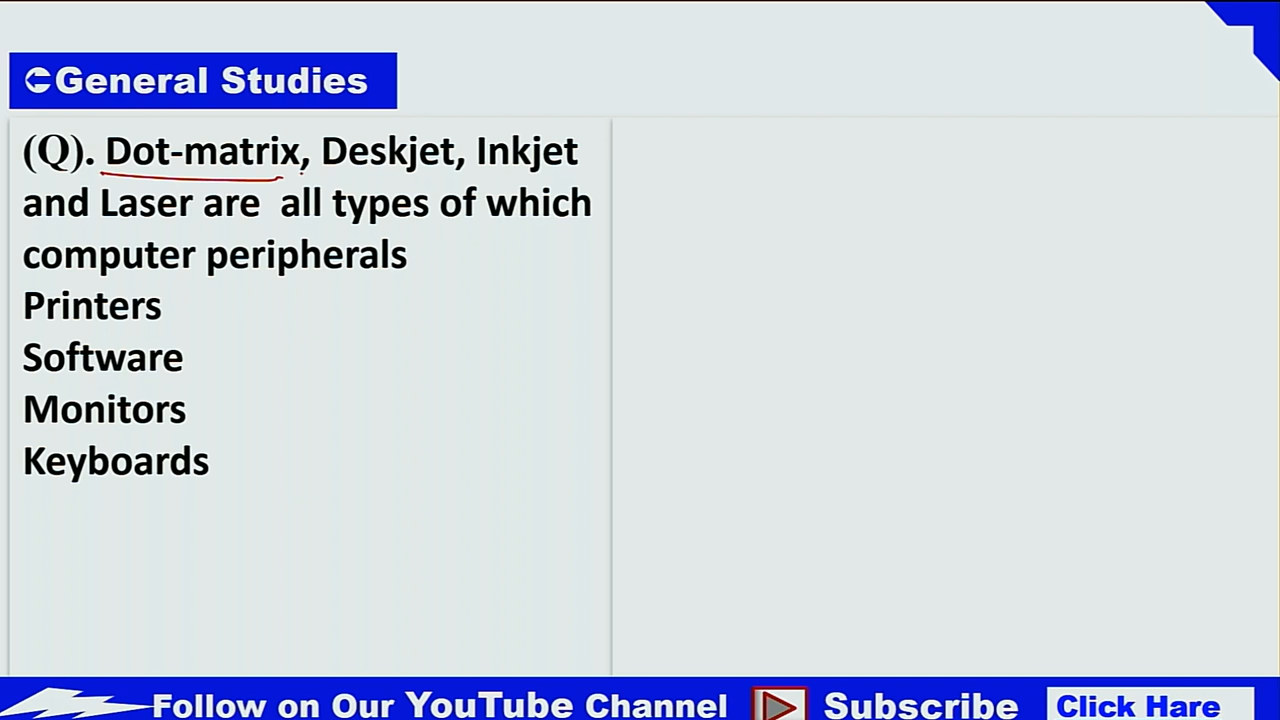 General Studies
(Q). Dot-matrix, Deskjet, Inkjet
and Laser are all types of which
computer peripherals
Printers
Software
Monitors
Keyboards
Follow on Our YouTube Channel Subscribe Click Hare